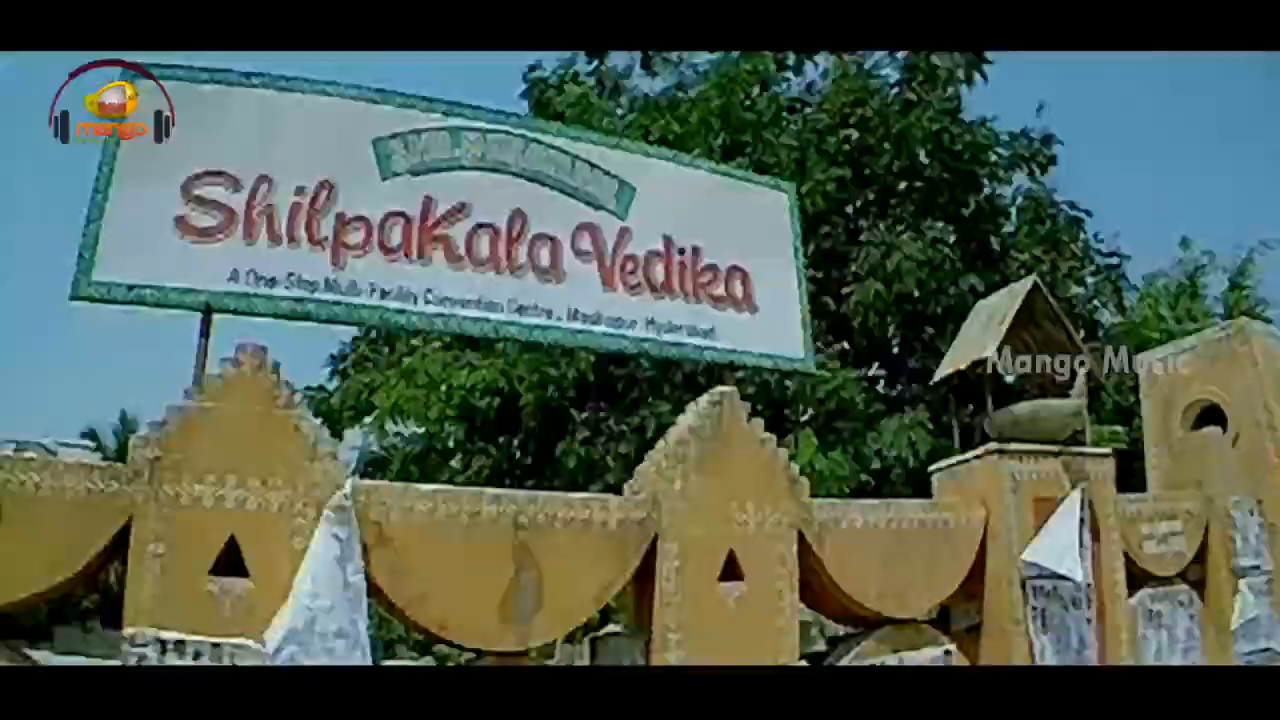 mango
Shilpakala Vedika
A One-Stop Multi-Facility Convention Centre, Madhapur, Hyderabad.
Mango Music